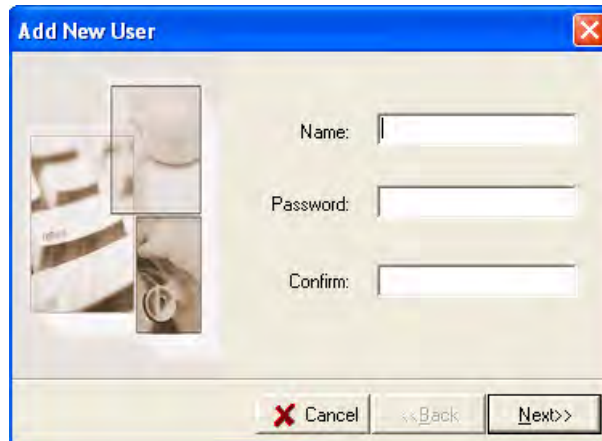 Add New User
Name:
Password:
Confirm:
Cancel
<<Back
Next>>